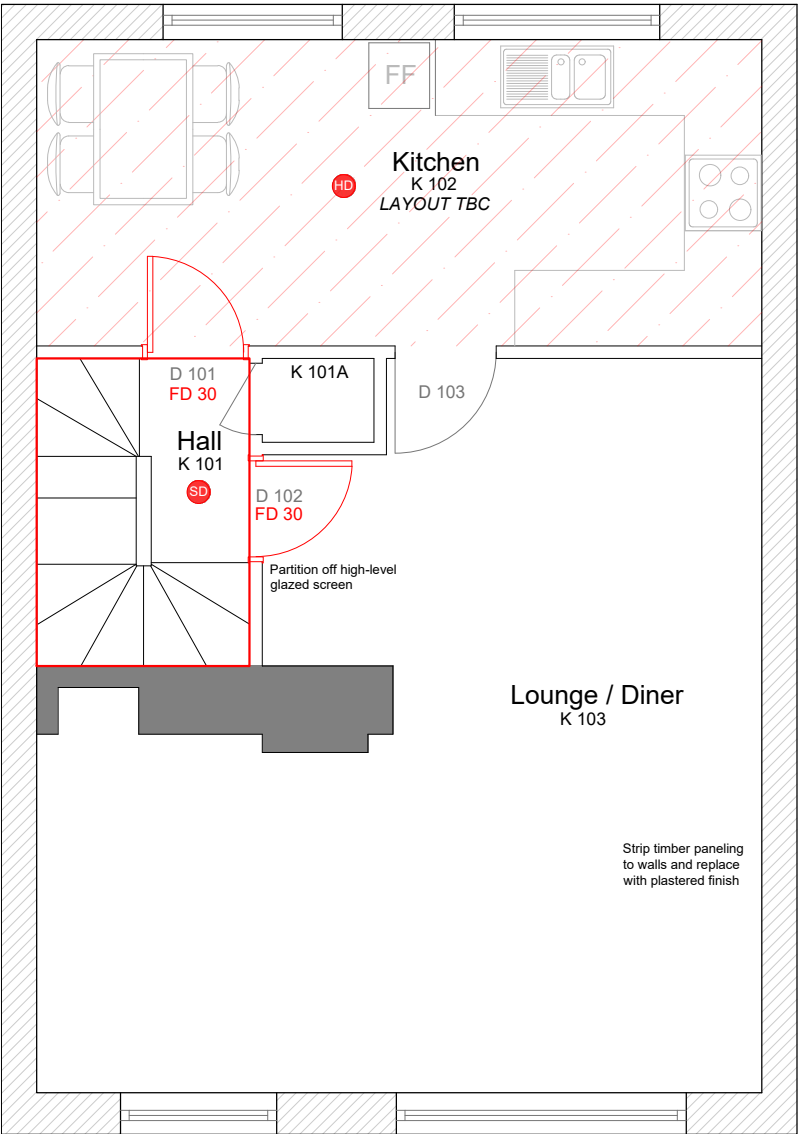 FF
Kitchen
K 102
LAYOUT TBC
HD
D 101
FD 30
K 101A
D 103
Hall
K 101
SD
D 102
FD 30
Partition off high-level
glazed screen
Lounge / Diner
K 103
Strip timber paneling
to walls and replace
with plastered finish